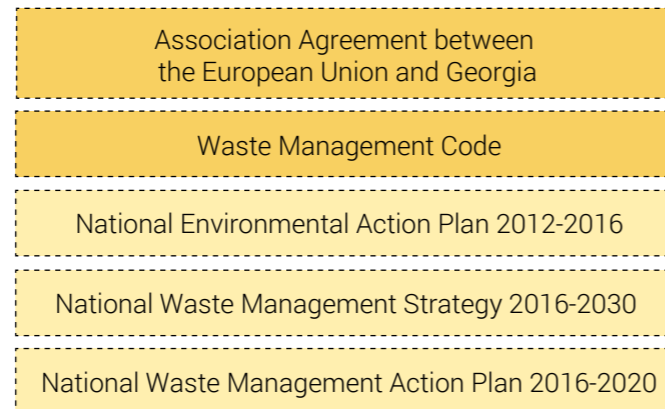 Association Agreement between
the European Union and Georgia
Waste Management Code
National Environmental Action Plan 2012-2016
National Waste Management Strategy 2016-2030
National Waste Management Action Plan 2016-2020